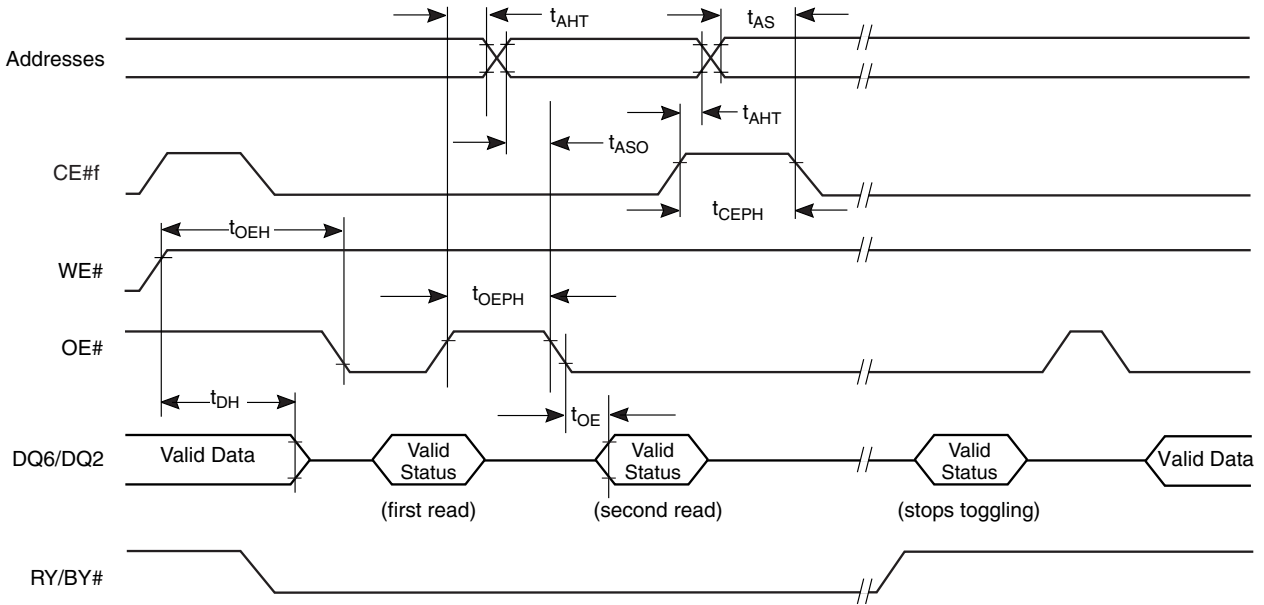 tAHT
tAS
Addresses
tAHT
tASO
CE#f
tCEPH
tOEH
WE#
tOEPH
OE#
tDH
tOE
DQ6/DQ2
Valid Data
Valid
Status
Valid
Status
Valid
Status
Valid Data
(first read)
(second read)
(stops toggling)
RY/BY#